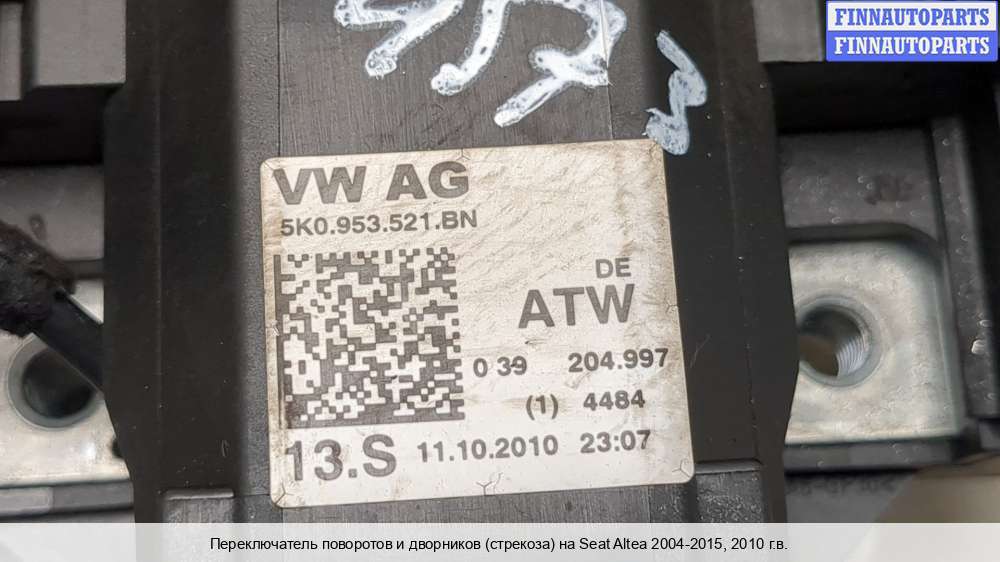 FINNAUTOPARTS
FINNAUTOPARTS
VW AG
5K0.953.521.BN
DE
ATW
0 39 204.997
(1) 4484
13.S 11.10.2010 23:07
Переключатель поворотов и дворников (стрекоза) на Seat Altea 2004-2015, 2010 г.в.